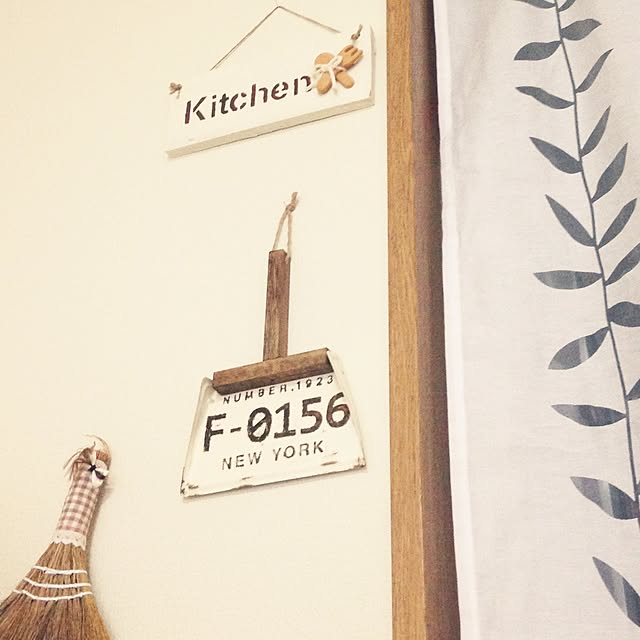 Kitchen
NUMBER.1923
F-0156
NEW YORK